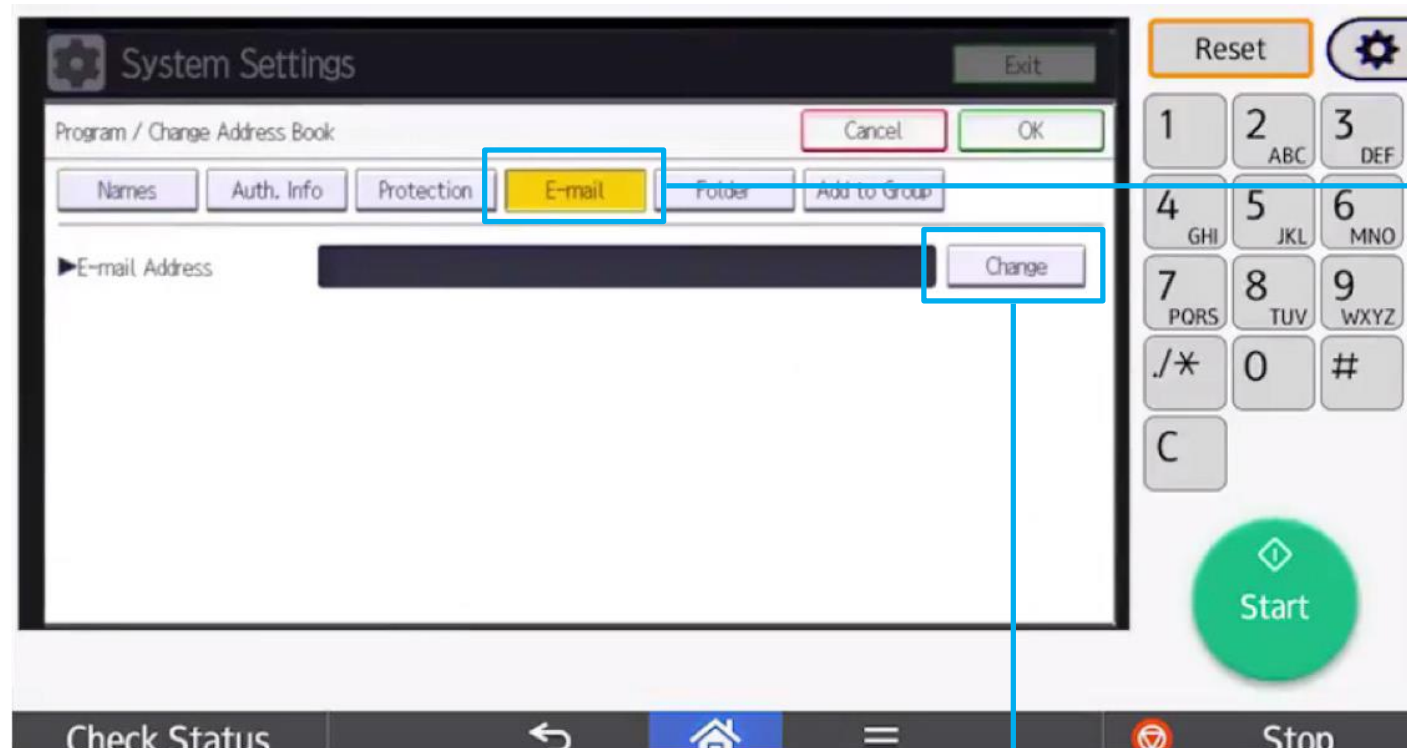 System Settings
Exit
Program / Change Address Book
Cancel
OK
Names
Auth. Info
Protection
E-mail
Folder
Add to Group
▶E-mail Address
Change
Reset
1
2 ABC
3 DEF
4 GHI
5 JKL
6 MNO
7 PQRS
8 TUV
9 WXYZ
./*
0
#
C
Start
Check Status
Stop